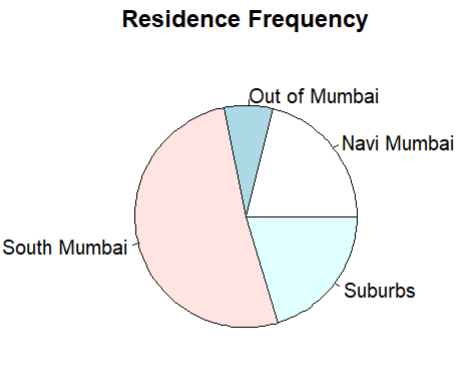 Residence Frequency
Out of Mumbai
Navi Mumbai
South Mumbai
Suburbs